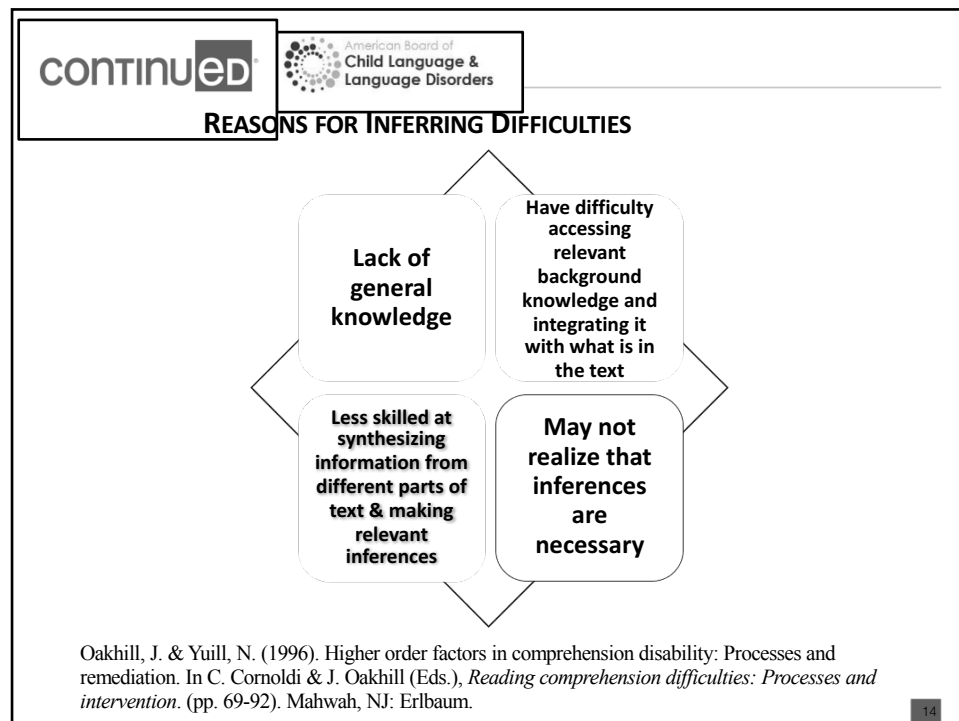 continued
American Board of
Child Language &
Language Disorders
REASONS FOR INFERRING DIFFICULTIES
Lack of
general
knowledge
Have difficulty
accessing
relevant
background
knowledge and
integrating it
with what is in
the text
Less skilled at
synthesizing
information from
different parts of
text & making
relevant
inferences
May not
realize that
inferences
are
necessary
Oakhill, J. & Yuill, N. (1996). Higher order factors in comprehension disability: Processes and
remediation. In C. Cornoldi & J. Oakhill (Eds.), Reading comprehension difficulties: Processes and
intervention. (pp. 69-92). Mahwah, NJ: Erlbaum.
14